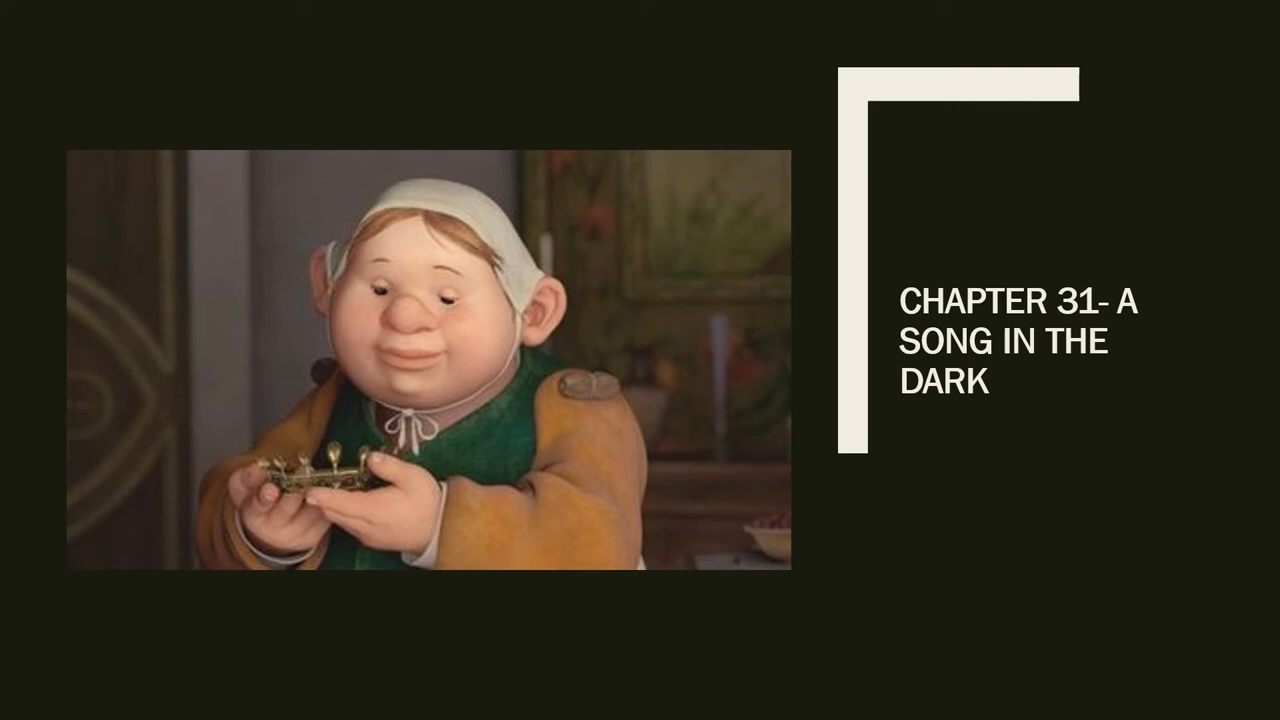 CHAPTER 31- A
SONG IN THE
DARK